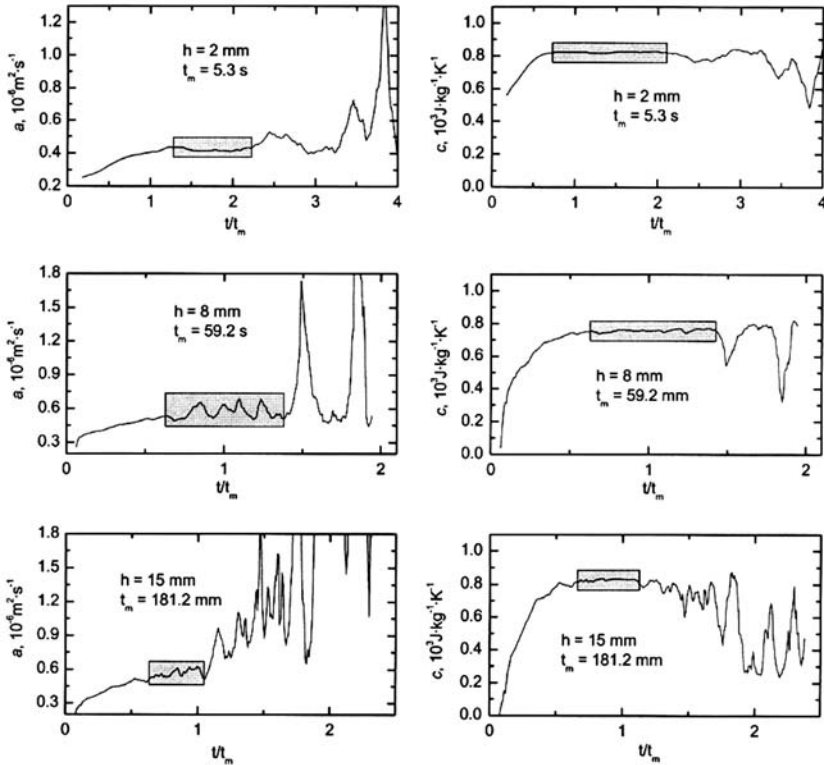 a, 10⁻⁶m²·s⁻¹
1.2
1.0
0.8
0.6
0.4
0.2
h = 2 mm
tₘ = 5.3 s
0 1 2 3 4
t/tₘ
c, 10³J·kg⁻¹·K⁻¹
1.0
0.8
0.6
0.4
0.2
0.0
h = 2 mm
tₘ = 5.3 s
0 1 2 3 4
t/tₘ
a, 10⁻⁶m²·s⁻¹
1.8
1.5
1.2
0.9
0.6
0.3
h = 8 mm
tₘ = 59.2 s
0 1 2
t/tₘ
c, 10³J·kg⁻¹·K⁻¹
1.0
0.8
0.6
0.4
0.2
0.0
h = 8 mm
tₘ = 59.2 mm
0 1 2
t/tₘ
a, 10⁻⁶m²·s⁻¹
1.8
1.5
1.2
0.9
0.6
0.3
h = 15 mm
tₘ = 181.2 mm
0 1 2
t/tₘ
c, 10³J·kg⁻¹·K⁻¹
1.0
0.8
0.6
0.4
0.2
0.0
h = 15 mm
tₘ = 181.2 mm
0 1 2
t/tₘ